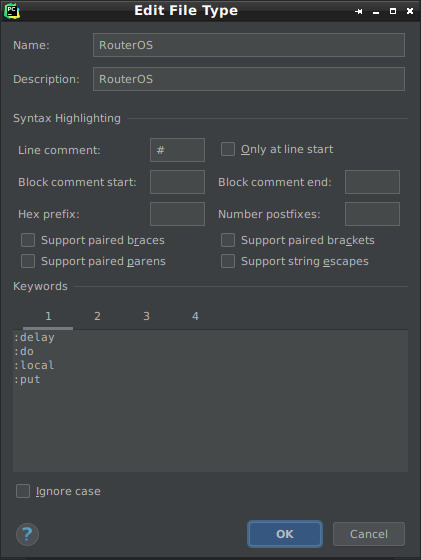 PC
Edit File Type
Name: RouterOS
Description: RouterOS
Syntax Highlighting
Line comment: # Only at line start
Block comment start: Block comment end:
Hex prefix: Number postfixes:
Support paired braces Support paired brackets
Support paired parens Support string escapes
Keywords
1 2 3 4
:delay
:do
:local
:put
Ignore case
? OK Cancel